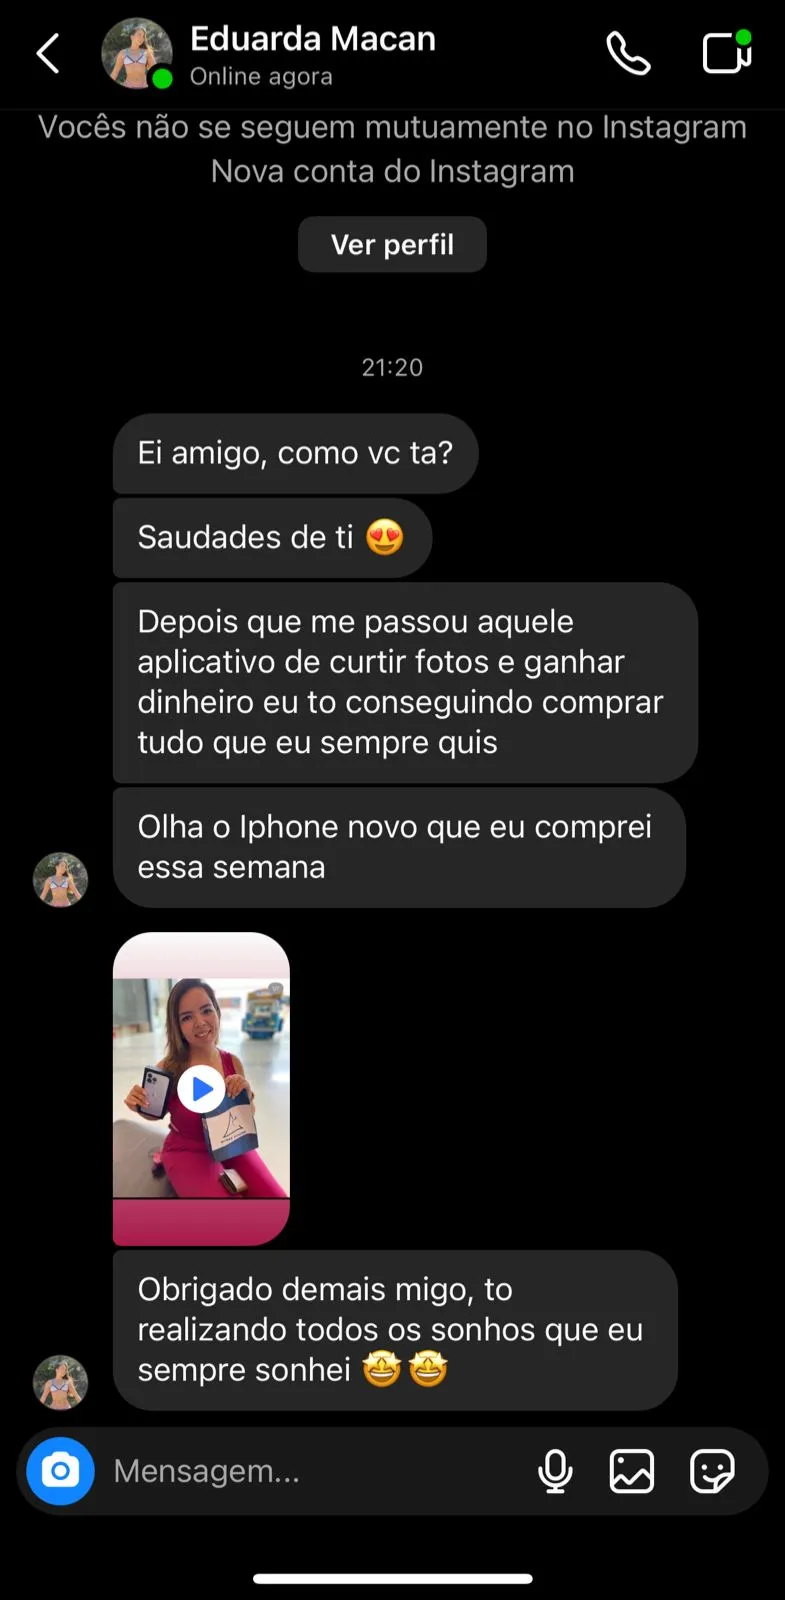 Eduarda Macan
Online agora
Vocês não se seguem mutuamente no Instagram
Nova conta do Instagram
Ver perfil
21:20
Ei amigo, como vc ta?
Saudades de ti 😍
Depois que me passou aquele
aplicativo de curtir fotos e ganhar
dinheiro eu to conseguindo comprar
tudo que eu sempre quis
Olha o Iphone novo que eu comprei
essa semana
Obrigado demais migo, to
realizando todos os sonhos que eu
sempre sonhei 🤩🤩
Mensagem...